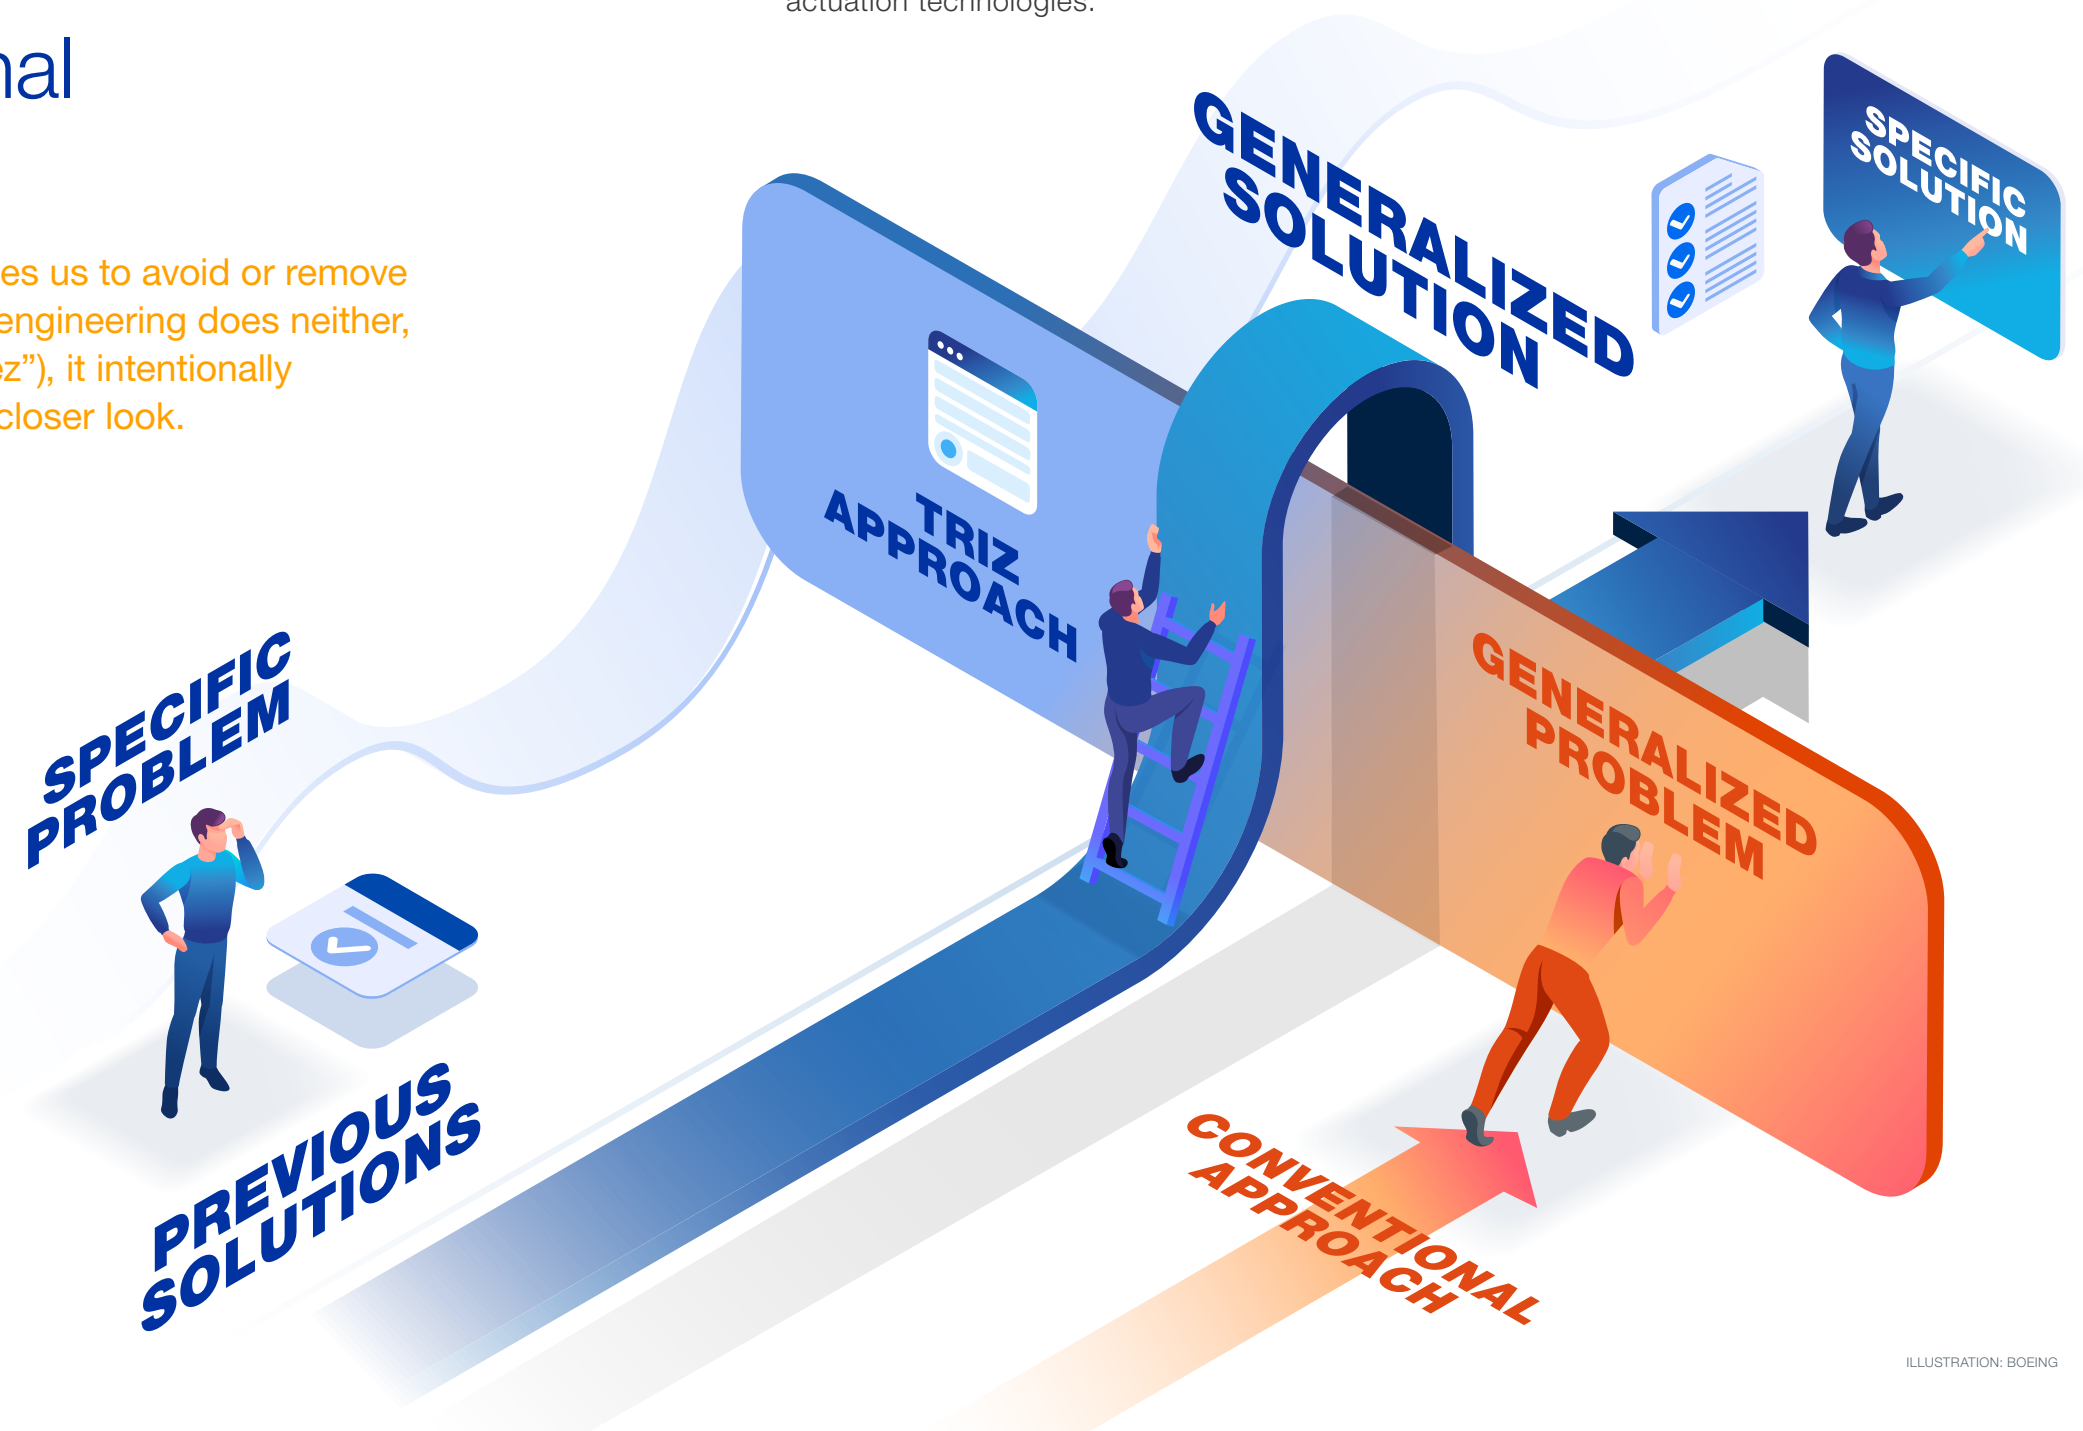 actuation technologies.
nal
es us to avoid or remove
engineering does neither,
ez”), it intentionally
closer look.
GENERALIZED
SOLUTION
SPECIFIC
SOLUTION
TRIZ
APPROACH
SPECIFIC
PROBLEM
GENERALIZED
PROBLEM
PREVIOUS
SOLUTIONS
CONVENTIONAL
APPROACH
ILLUSTRATION: BOEING